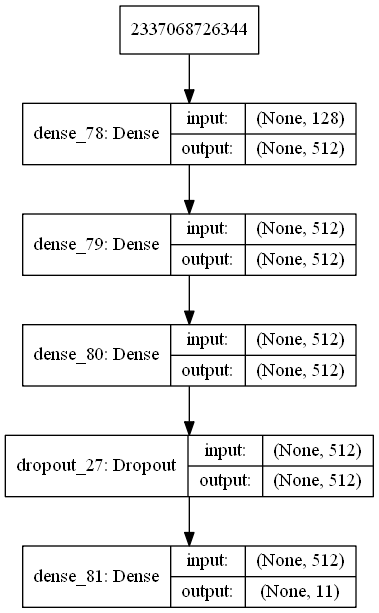 2337068726344
dense_78: Dense
input: (None, 128)
output: (None, 512)
dense_79: Dense
input: (None, 512)
output: (None, 512)
dense_80: Dense
input: (None, 512)
output: (None, 512)
dropout_27: Dropout
input: (None, 512)
output: (None, 512)
dense_81: Dense
input: (None, 512)
output: (None, 11)